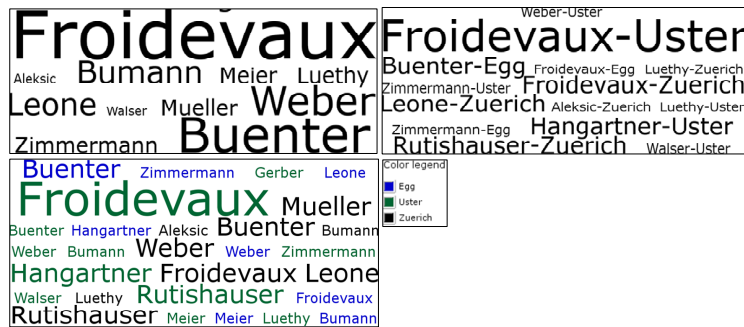 Froidevaux
Aleksic Bumann Meier Luethy
Leone Walser Mueller Weber
Zimmermann Buenter
Weber-Uster
Froidevaux-Uster
Buenter-Egg Froidevaux-Egg Luethy-Zuerich
Zimmermann-Uster Froidevaux-Zuerich
Leone-Zuerich Aleksic-Zuerich Luethy-Uster
Zimmermann-Egg Hangartner-Uster
Rutishauser-Zuerich Walser-Uster
Buenter Zimmermann Gerber Leone
Froidevaux Mueller
Buenter Hangartner Aleksic Buenter Bumann
Weber Bumann Weber Weber Zimmermann
Hangartner Froidevaux Leone
Walser Luethy Rutishauser Froidevaux
Rutishauser Meier Meier Luethy Bumann
Color legend
Egg
Uster
Zuerich